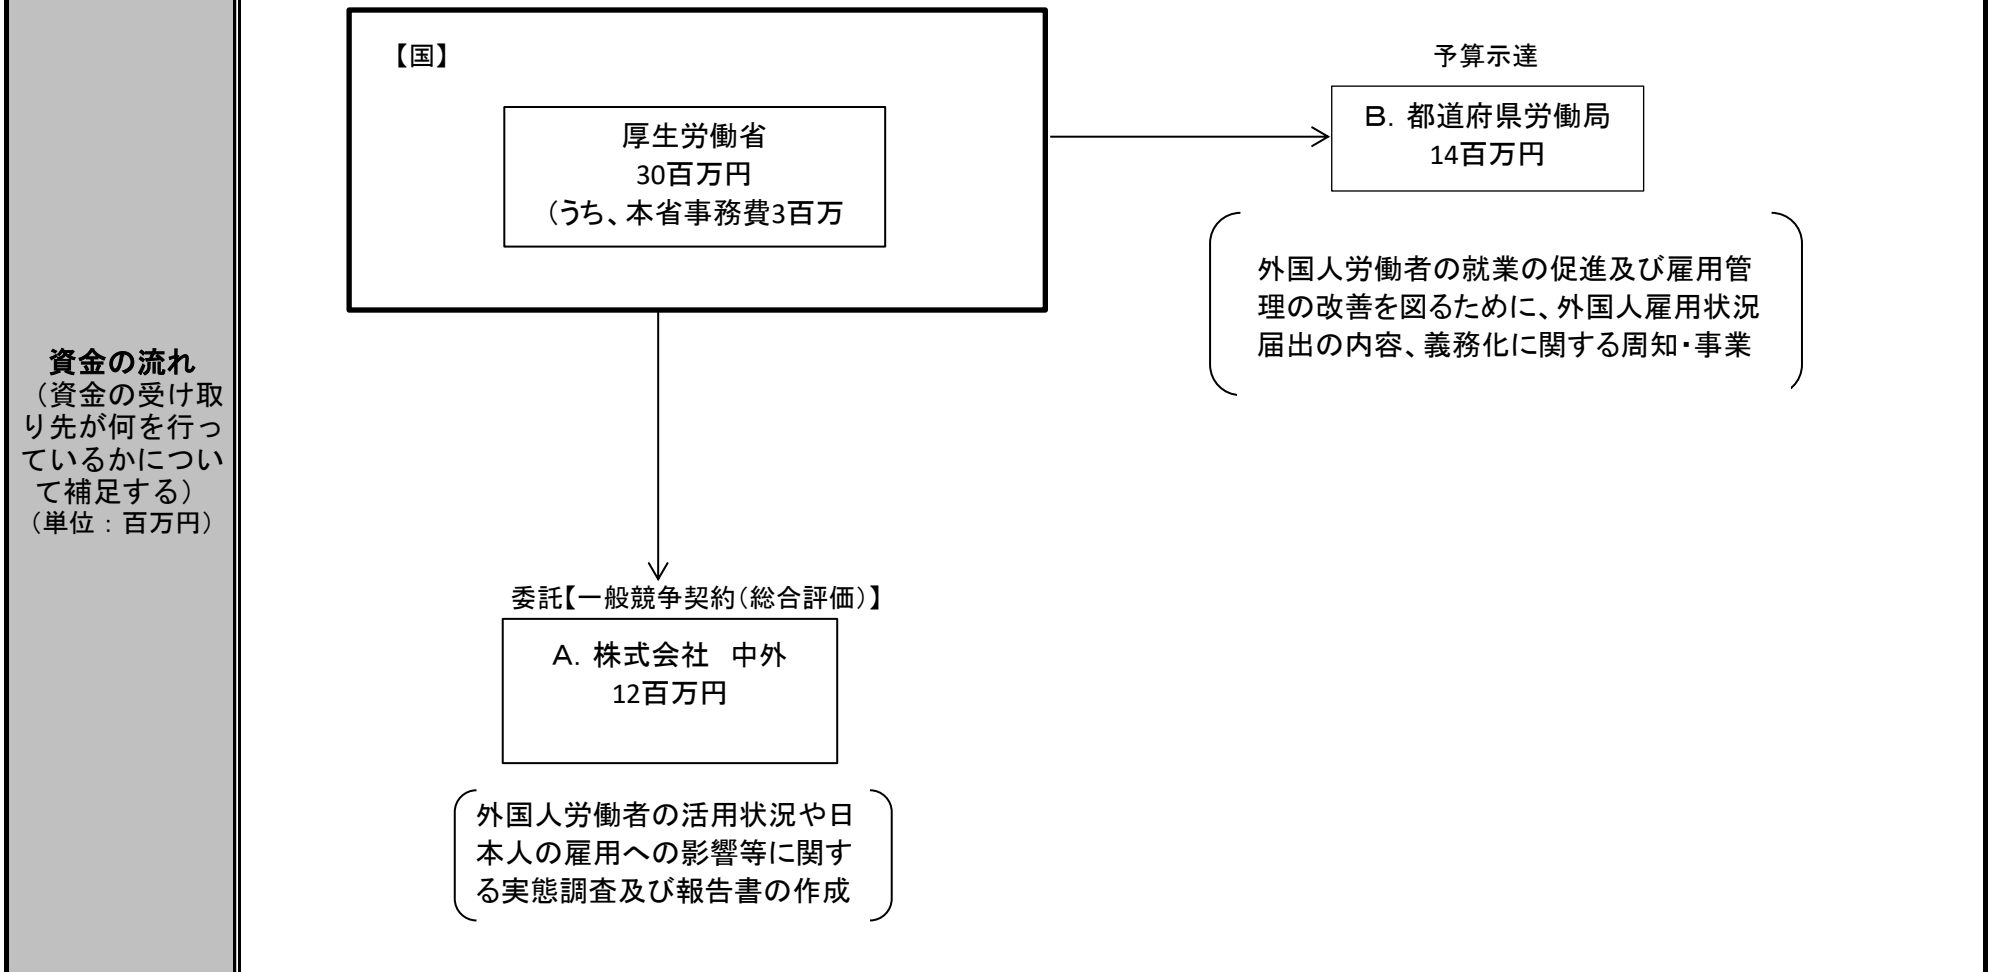 資金の流れ
（資金の受け取
り先が何を行っ
ているかについ
て補足する）
（単位：百万円）
【国】
厚生労働省
30百万円
（うち、本省事務費3百万
予算示達
Ｂ．都道府県労働局
14百万円
外国人労働者の就業の促進及び雇用管
理の改善を図るために、外国人雇用状況
届出の内容、義務化に関する周知・事業
委託【一般競争契約（総合評価）】
Ａ．株式会社　中外
12百万円
外国人労働者の活用状況や日
本人の雇用への影響等に関す
る実態調査及び報告書の作成